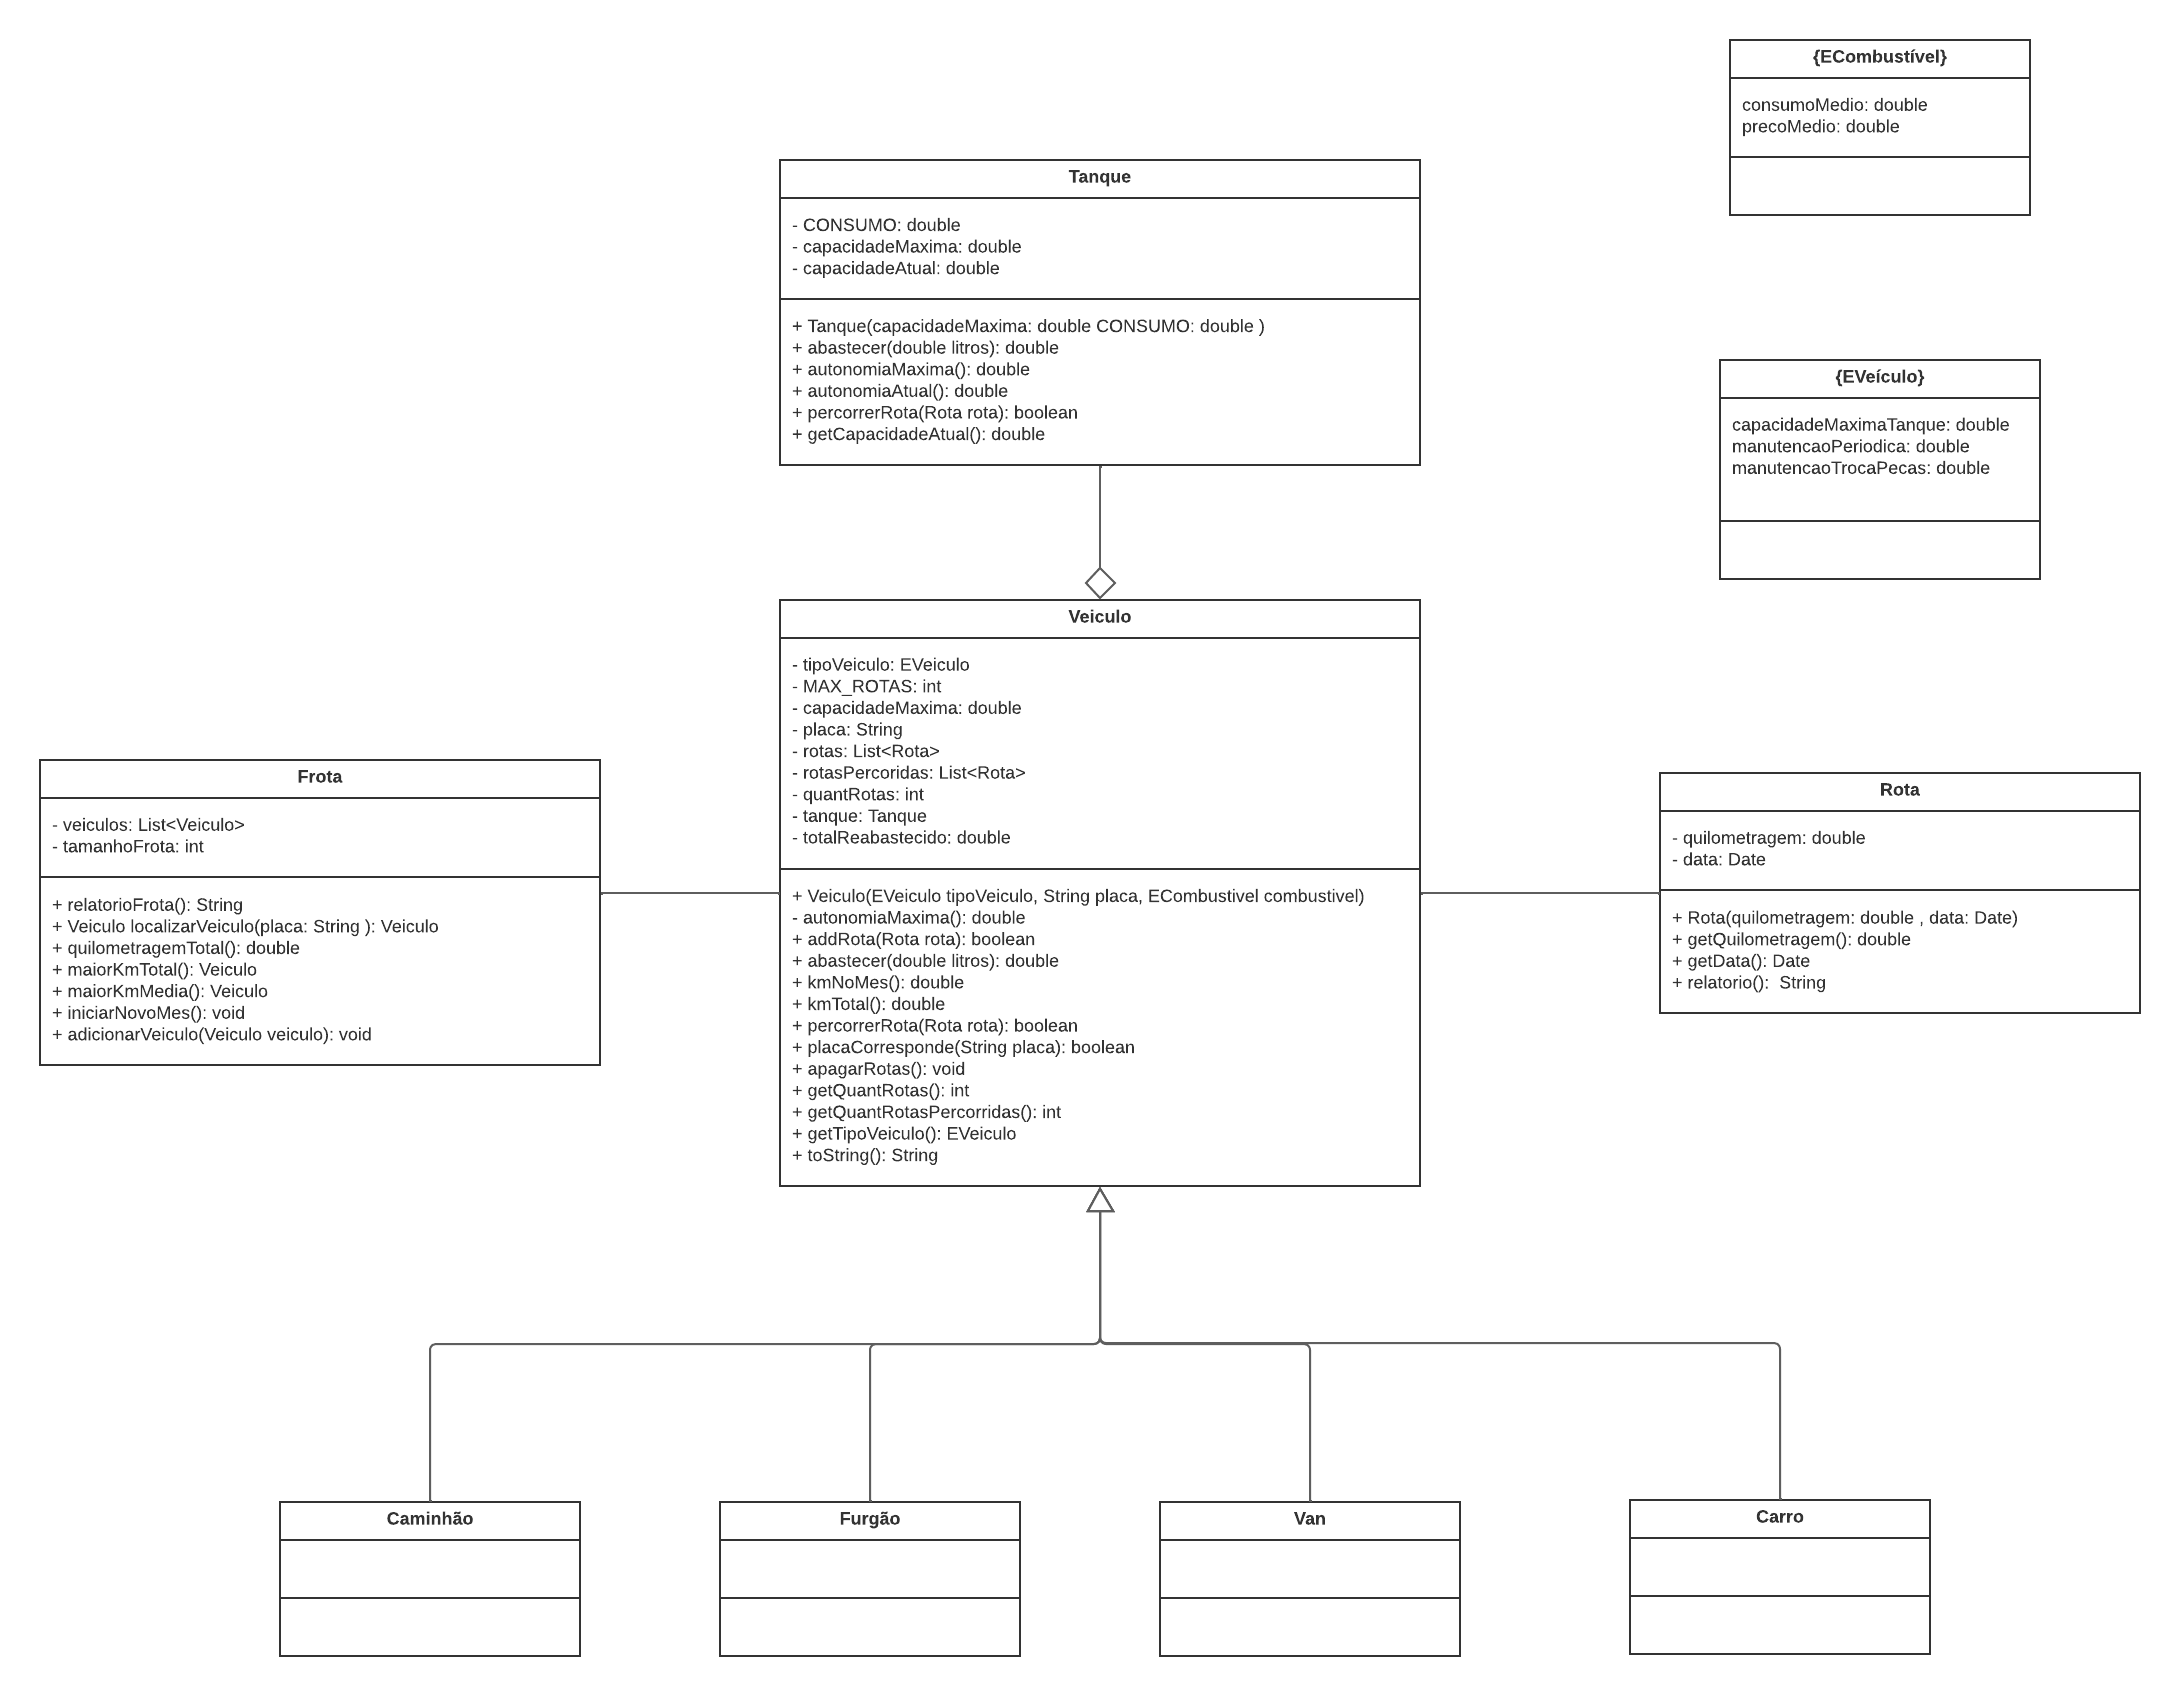 {ECombustível}
consumoMedio: double
precoMedio: double
Tanque
- CONSUMO: double
- capacidadeMaxima: double
- capacidadeAtual: double
+ Tanque(capacidadeMaxima: double CONSUMO: double )
+ abastecer(double litros): double
+ autonomiaMaxima(): double
+ autonomiaAtual(): double
+ percorrerRota(Rota rota): boolean
+ getCapacidadeAtual(): double
{EVeículo}
capacidadeMaximaTanque: double
manutencaoPeriodica: double
manutencaoTrocaPecas: double
Veiculo
- tipoVeiculo: EVeiculo
- MAX_ROTAS: int
- capacidadeMaxima: double
- placa: String
- rotas: List<Rota>
- rotasPercoridas: List<Rota>
- quantRotas: int
- tanque: Tanque
- totalReabastecido: double
+ Veiculo(EVeiculo tipoVeiculo, String placa, ECombustivel combustivel)
- autonomiaMaxima(): double
+ addRota(Rota rota): boolean
+ abastecer(double litros): double
+ kmNoMes(): double
+ kmTotal(): double
+ percorrerRota(Rota rota): boolean
+ placaCorresponde(String placa): boolean
+ apagarRotas(): void
+ getQuantRotas(): int
+ getQuantRotasPercorridas(): int
+ getTipoVeiculo(): EVeiculo
+ toString(): String
Frota
- veiculos: List<Veiculo>
- tamanhoFrota: int
+ relatorioFrota(): String
+ Veiculo localizarVeiculo(placa: String ): Veiculo
+ quilometragemTotal(): double
+ maiorKmTotal(): Veiculo
+ maiorKmMedia(): Veiculo
+ iniciarNovoMes(): void
+ adicionarVeiculo(Veiculo veiculo): void
Rota
- quilometragem: double
- data: Date
+ Rota(quilometragem: double , data: Date)
+ getQuilometragem(): double
+ getData(): Date
+ relatorio():  String
Caminhão
Furgão
Van
Carro